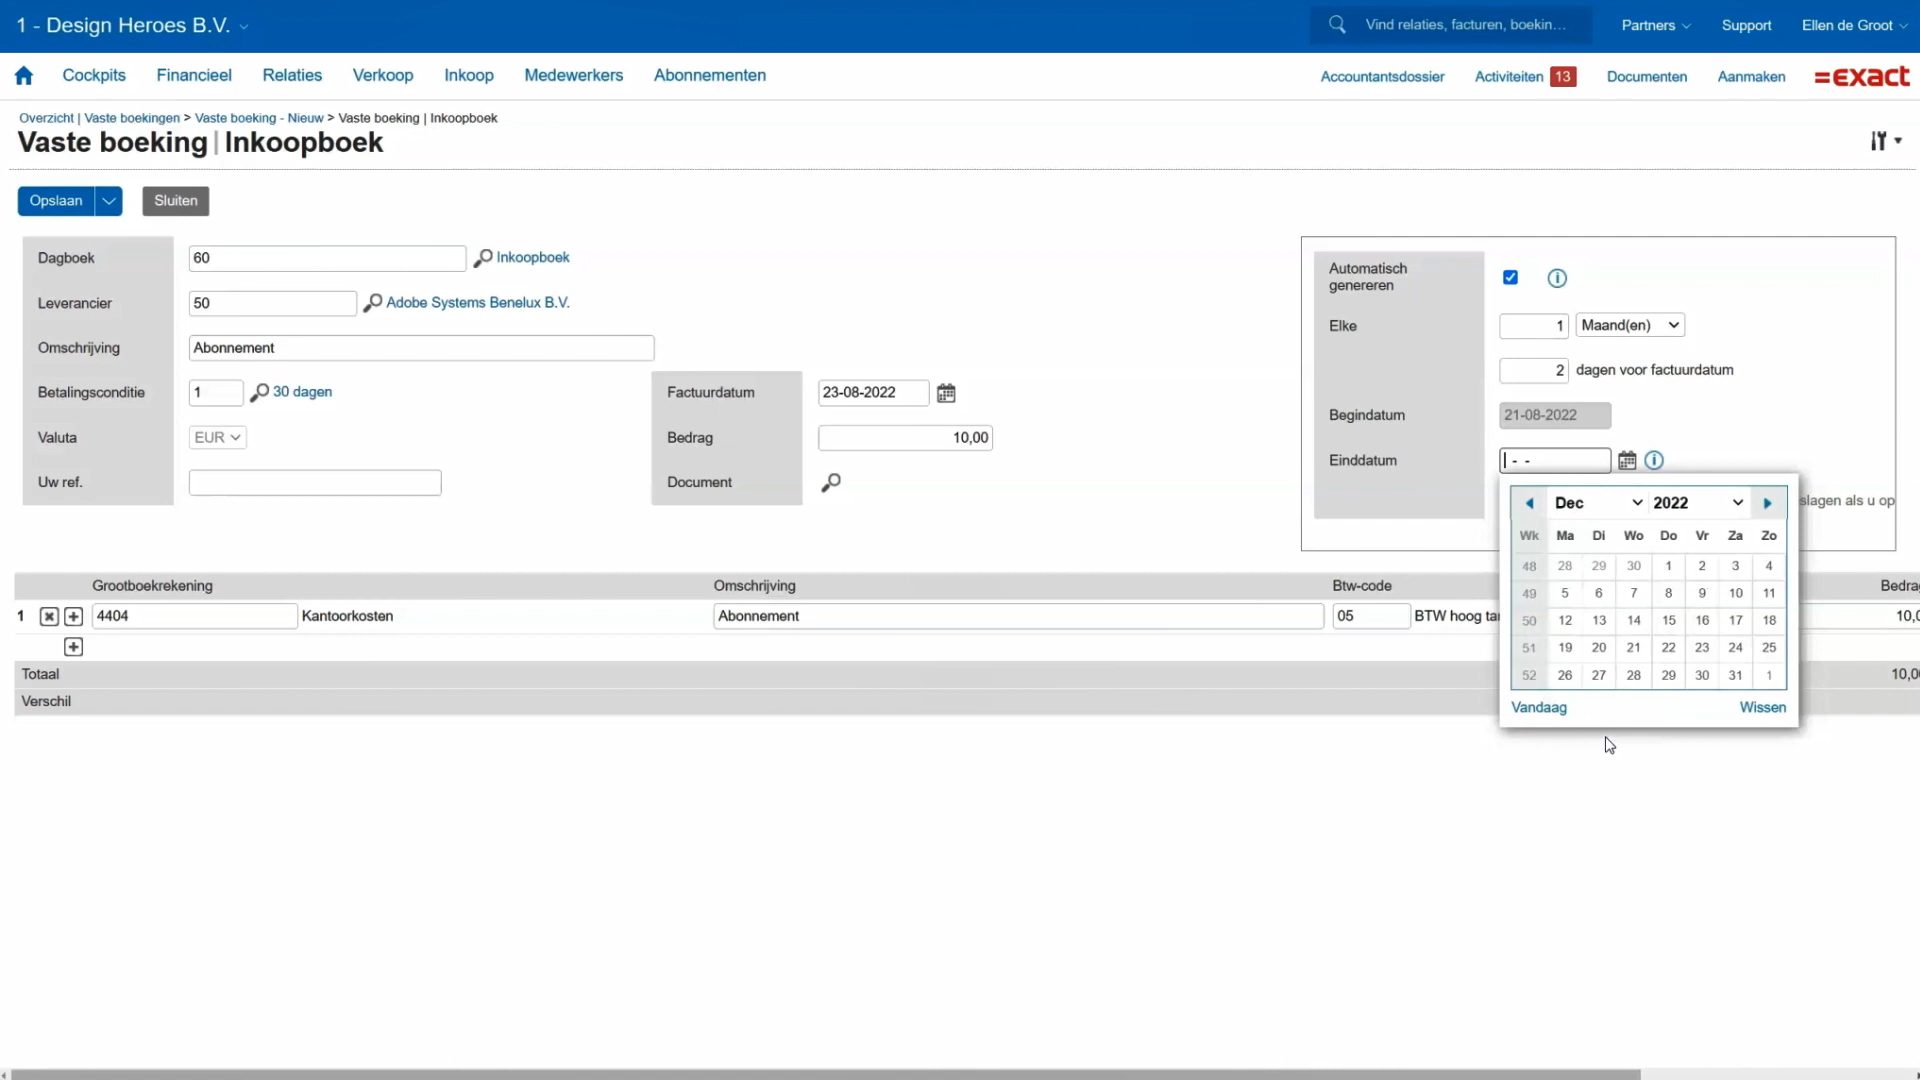 1 - Design Heroes B.V.
Vind relaties, facturen, boekin...
Partners
Support
Ellen de Groot
Cockpits
Financieel
Relaties
Verkoop
Inkoop
Medewerkers
Abonnementen
Accountantsdossier
Activiteiten 13
Documenten
Aanmaken
=exact
Overzicht | Vaste boekingen > Vaste boeking - Nieuw > Vaste boeking | Inkoopboek
Vaste boeking | Inkoopboek
Opslaan
Sluiten
Dagboek 60 Inkoopboek
Leverancier 50 Adobe Systems Benelux B.V.
Omschrijving Abonnement
Betalingsconditie 1 30 dagen
Valuta EUR
Uw ref.
Factuurdatum 23-08-2022
Bedrag 10,00
Document
Automatisch
genereren
Elke 1 Maand(en)
2 dagen voor factuurdatum
Begindatum 21-08-2022
Einddatum - -
slagen als u op
Dec 2022
Wk Ma Di Wo Do Vr Za Zo
48 28 29 30 1 2 3 4
49 5 6 7 8 9 10 11
50 12 13 14 15 16 17 18
51 19 20 21 22 23 24 25
52 26 27 28 29 30 31 1
Vandaag Wissen
Grootboekrekening Omschrijving Btw-code Bedra
1 4404 Kantoorkosten Abonnement 05 BTW hoog ta 10,0
Totaal 10,0
Verschil